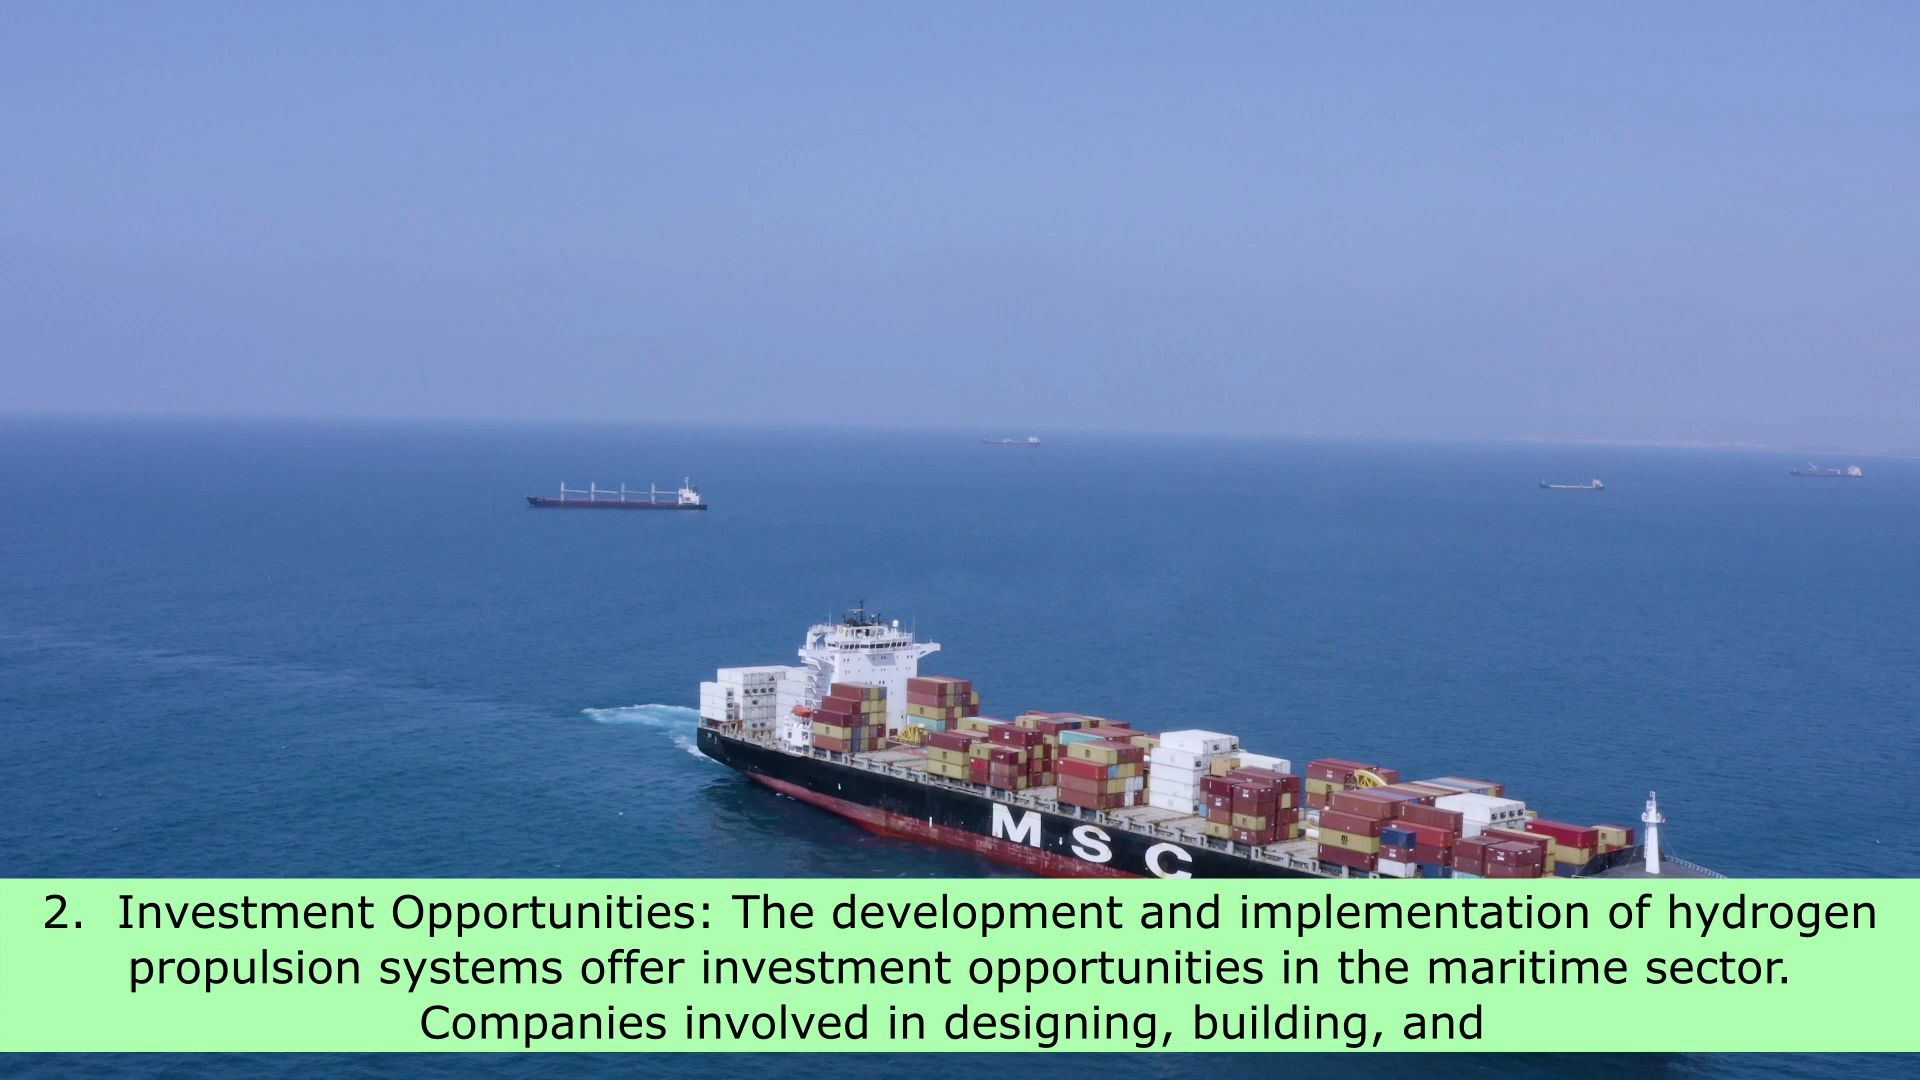 M S C
2. Investment Opportunities: The development and implementation of hydrogen
propulsion systems offer investment opportunities in the maritime sector.
Companies involved in designing, building, and